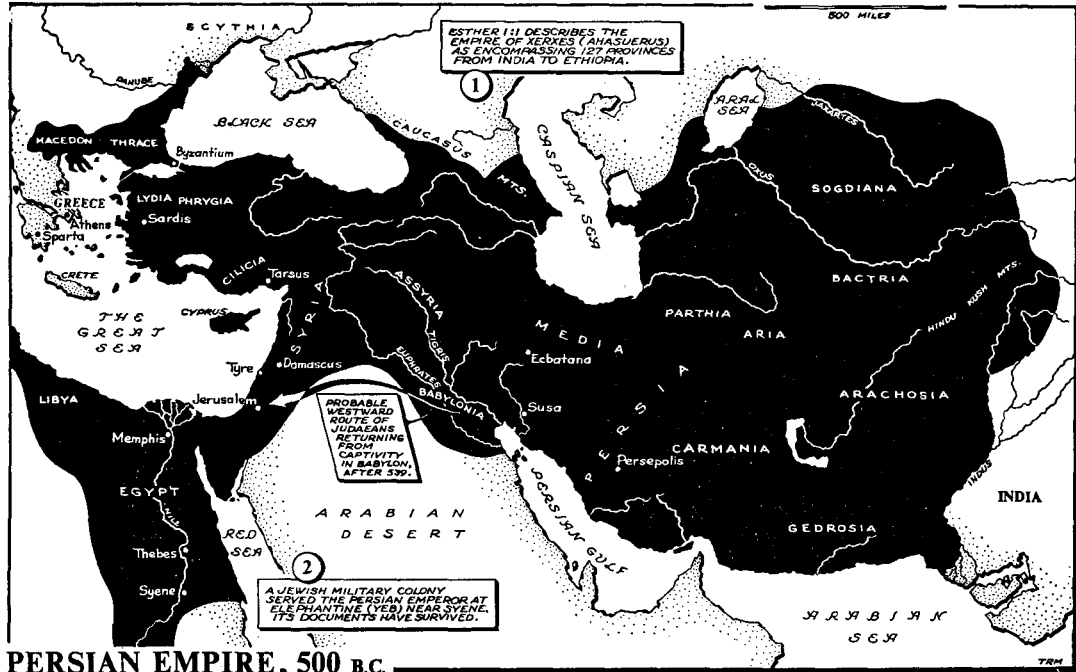 500 MILES
SCYTHIA
ESTHER 1:1 DESCRIBES THE
EMPIRE OF XERXES (AHASUERUS)
AS ENCOMPASSING 127 PROVINCES
FROM INDIA TO ETHIOPIA.
1
DANUBE
BLACK SEA
CAUCASUS
MTS.
CASPIAN SEA
ARAL
SEA
JAXARTES
OXUS
MACEDON
THRACE
Byzantium
SOGDIANA
GREECE
LYDIA
PHRYGIA
Athens
Sardis
Sparta
CRETE
CILICIA
Tarsus
ASSYRIA
BACTRIA
HINDU KUSH MTS.
THE
GREAT
SEA
CYPRUS
SYRIA
TIGRIS
MEDIA
PARTHIA
ARIA
Tyre
Damascus
EUPHRATES
Ecbatana
PERSIA
LIBYA
Jerusalem
BABYLONIA
Susa
ARACHOSIA
PROBABLE
WESTWARD
ROUTE OF
JUDAEANS
RETURNING
FROM
CAPTIVITY
IN BABYLON,
AFTER 539.
Memphis
CARMANIA
Persepolis
EGYPT
NILE
PERSIAN GULF
INDUS
INDIA
ARABIAN
DESERT
RED
SEA
GEDROSIA
Thebes
2
Syene
A JEWISH MILITARY COLONY
SERVED THE PERSIAN EMPEROR AT
ELEPHANTINE (YEB) NEAR SYENE.
ITS DOCUMENTS HAVE SURVIVED.
ARABIAN
SEA
PERSIAN EMPIRE, 500 B.C.
TRM